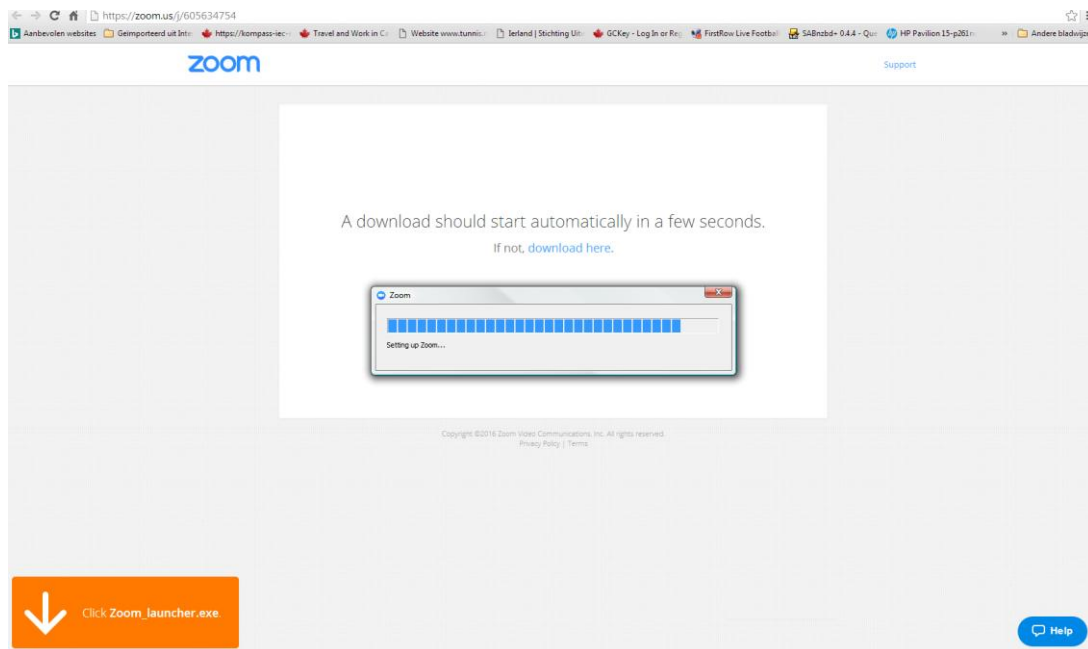 https://zoom.us/j/605634754
Aanbevolen websites Geïmporteerd uit Inte https://kompass-iec- Travel and Work in C Website www.tunnis. Ierland | Stichting Uit GCKey - Log In or Reg FirstRow Live Football SABnzbd+ 0.4.4 - Que HP Pavilion 15-p261n » Andere bladwijz
zoom
Support
A download should start automatically in a few seconds.
If not, download here.
Zoom
Setting up Zoom...
Copyright ©2016 Zoom Video Communications, Inc. All rights reserved.
Privacy Policy | Terms
Click Zoom_launcher.exe.
Help